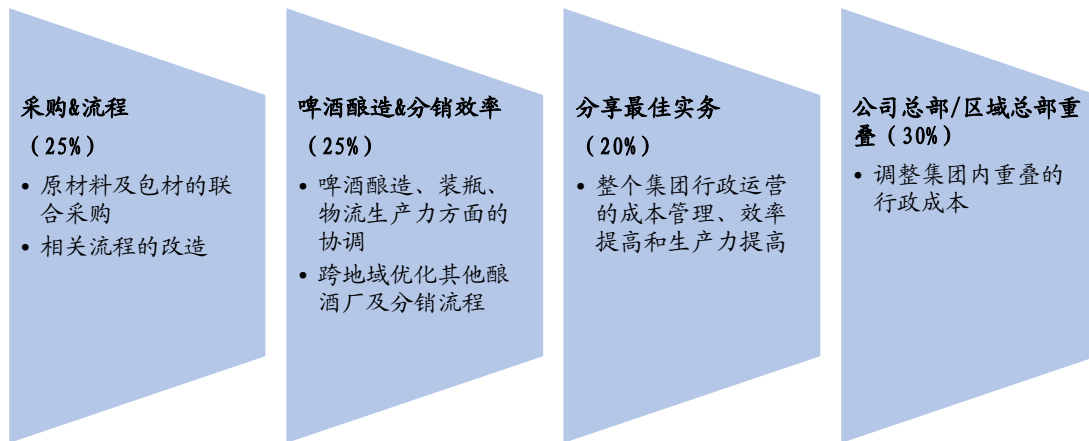 采购&流程
（25%）
• 原材料及包材的联
合采购
• 相关流程的改造
啤酒酿造&分销效率
（25%）
• 啤酒酿造、装瓶、
物流生产力方面的
协调
• 跨地域优化其他酿
酒厂及分销流程
分享最佳实务
（20%）
• 整个集团行政运营
的成本管理、效率
提高和生产力提高
公司总部/区域总部重
叠（30%）
• 调整集团内重叠的
行政成本